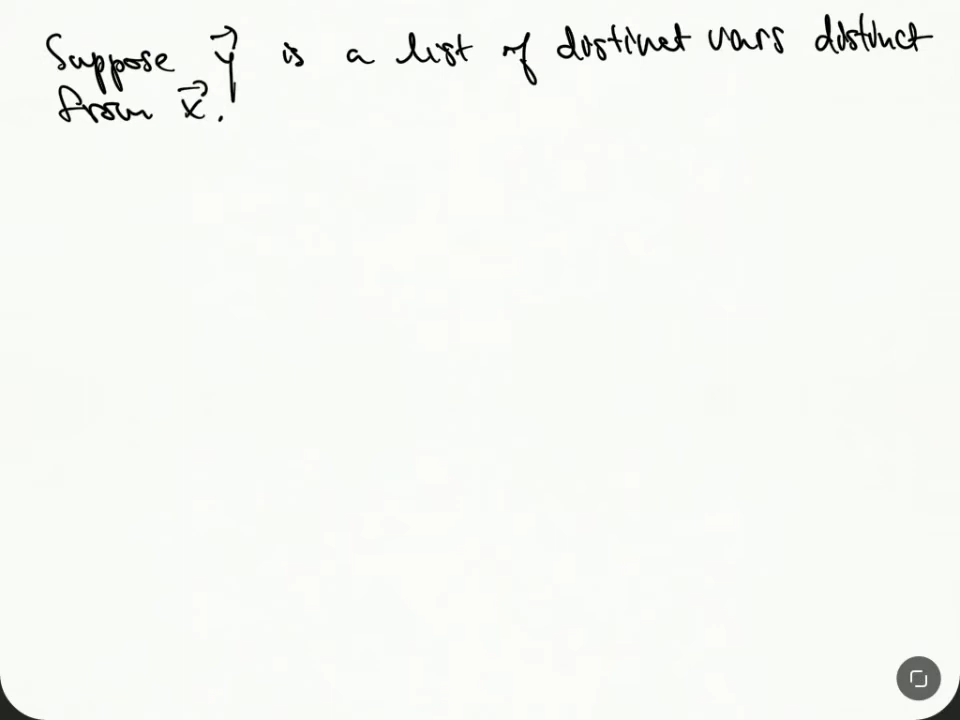 Suppose y⃗ is a list of distinct vars distinct
from x⃗.